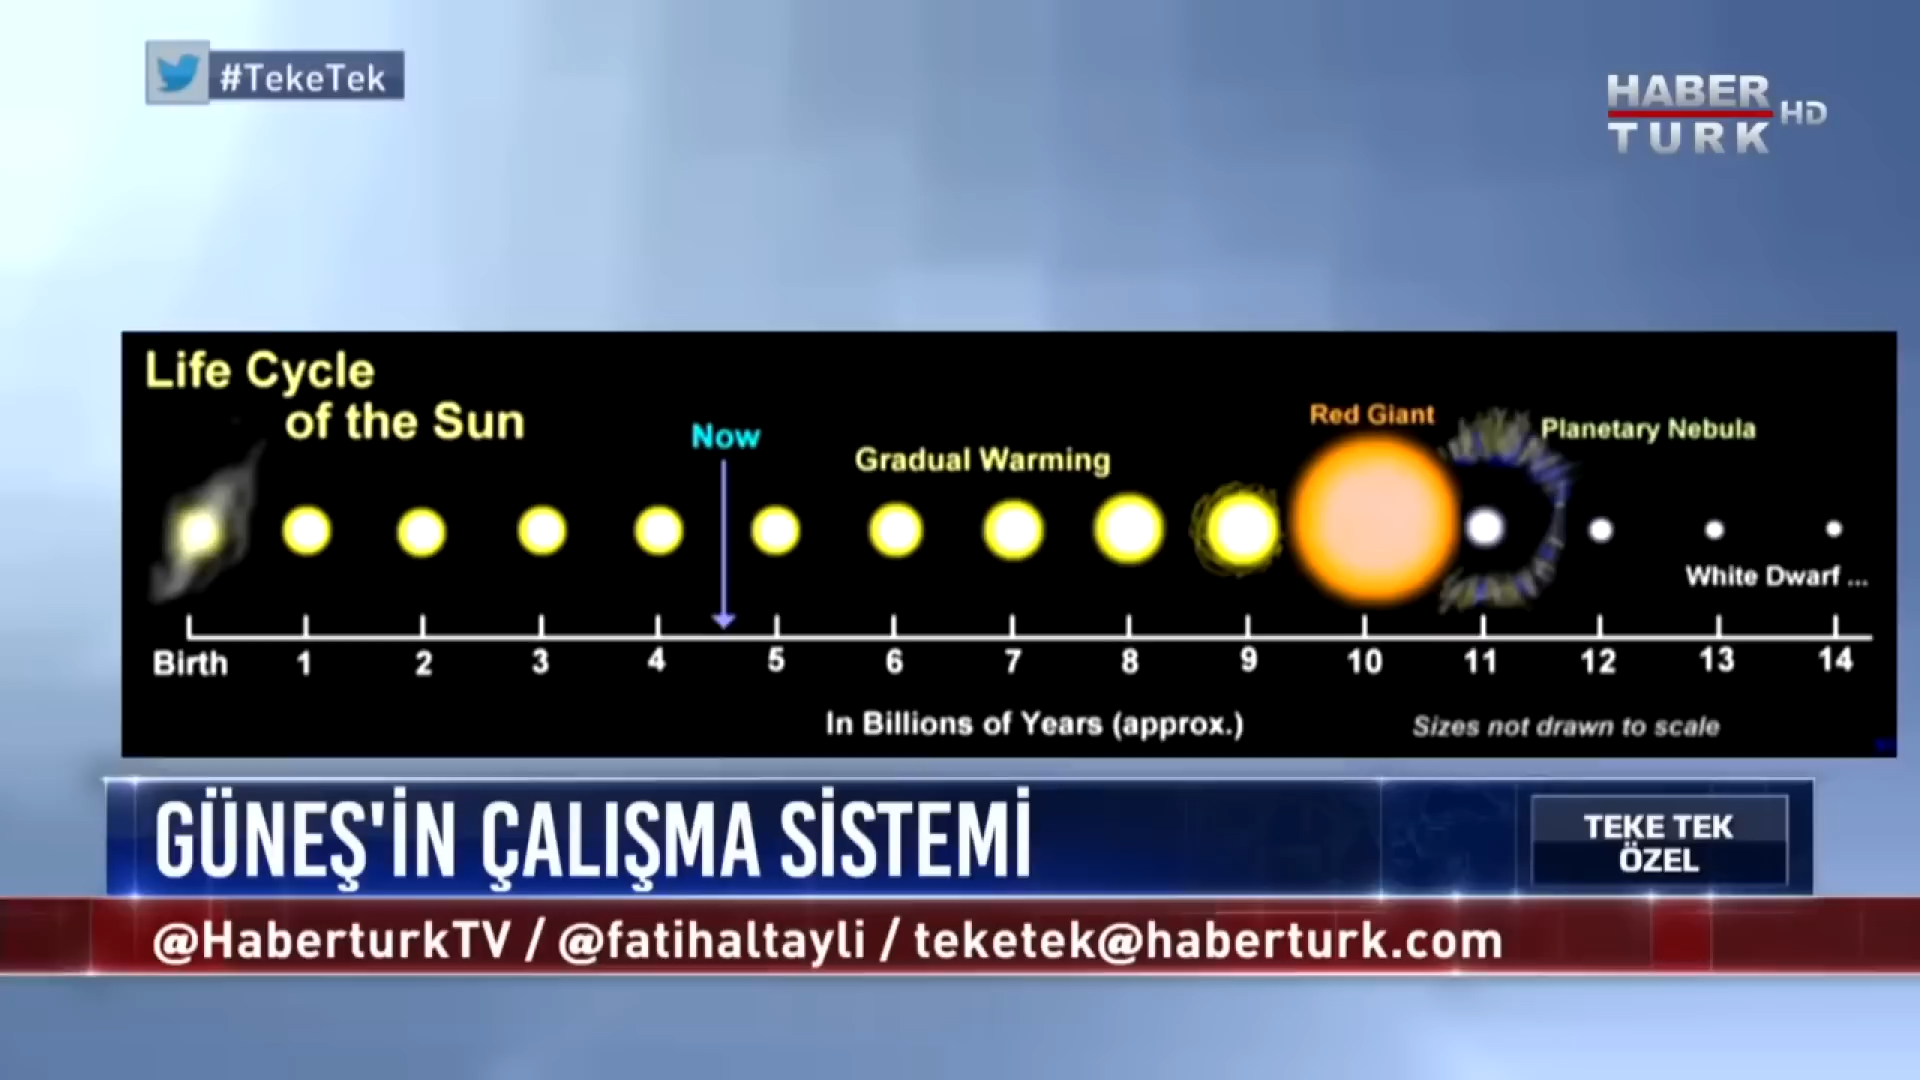 #TekeTek
HABER
TURK HD
Life Cycle
of the Sun
Now
Gradual Warming
Red Giant
Planetary Nebula
White Dwarf ...
Birth 1 2 3 4 5 6 7 8 9 10 11 12 13 14
In Billions of Years (approx.)
Sizes not drawn to scale
GÜNEŞ'İN ÇALIŞMA SİSTEMİ
TEKE TEK
ÖZEL
@HaberturkTV / @fatihaltayli / teketek@haberturk.com